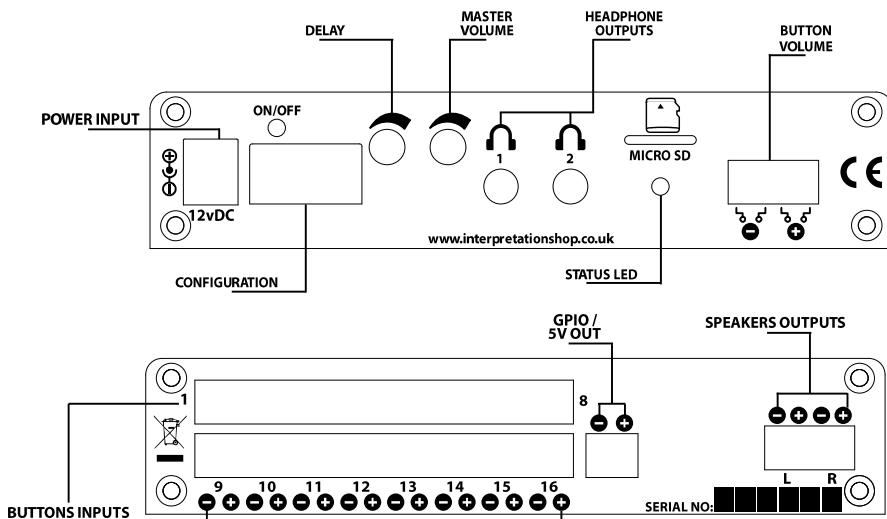 DELAY
MASTER
VOLUME
HEADPHONE
OUTPUTS
BUTTON
VOLUME
POWER INPUT
ON/OFF
1
2
MICRO SD
CE
12vDC
www.interpretationshop.co.uk
CONFIGURATION
STATUS LED
GPIO /
5V OUT
SPEAKERS OUTPUTS
1
8
9 10 11 12 13 14 15 16
L R
BUTTONS INPUTS
SERIAL NO: